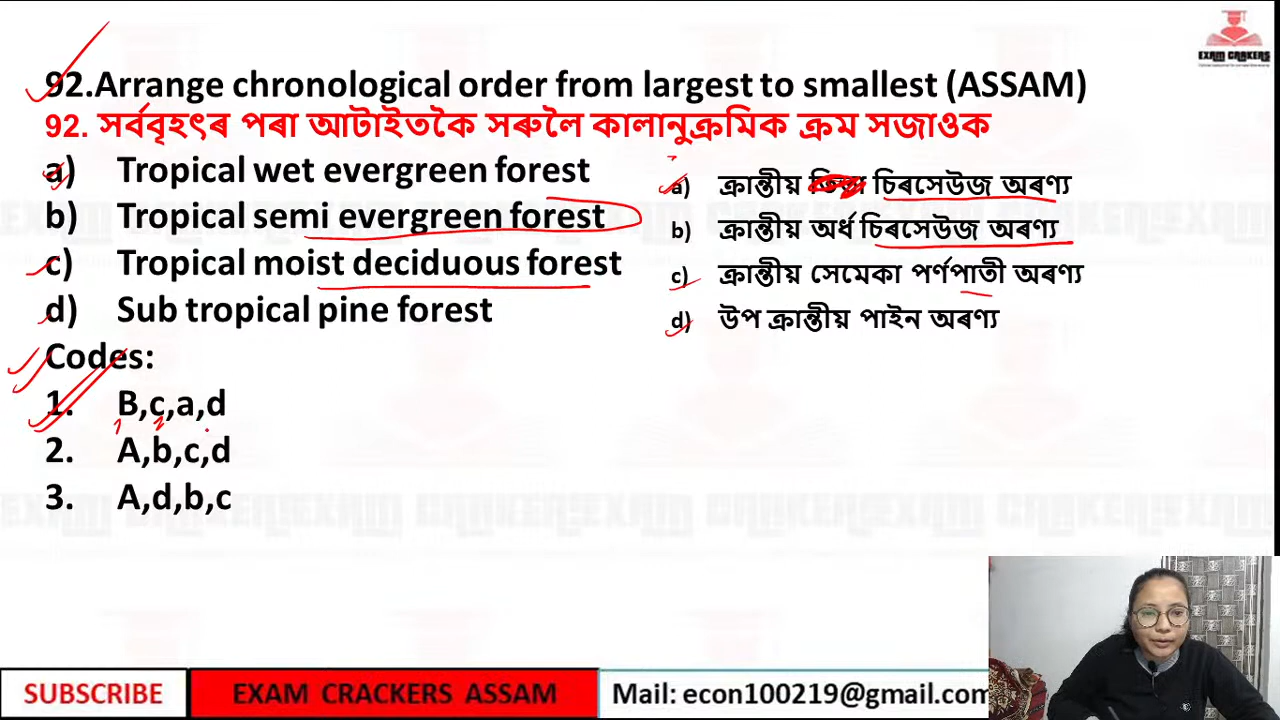 EXAM CRACKERS
92.Arrange chronological order from largest to smallest (ASSAM)
92. সৰ্ববৃহৎৰ পৰা আটাইতকৈ সৰুলৈ কালানুক্ৰমিক ক্ৰম সজাওক
a) Tropical wet evergreen forest
b) Tropical semi evergreen forest
c) Tropical moist deciduous forest
d) Sub tropical pine forest
Codes:
1. B,c,a,d
2. A,b,c,d
3. A,d,b,c
a) ক্ৰান্তীয় চিৰসেউজ অৰণ্য
b) ক্ৰান্তীয় অৰ্ধ চিৰসেউজ অৰণ্য
c) ক্ৰান্তীয় সেমেকা পৰ্ণপাতী অৰণ্য
d) উপ ক্ৰান্তীয় পাইন অৰণ্য
SUBSCRIBE
EXAM CRACKERS ASSAM
Mail: econ100219@gmail.com